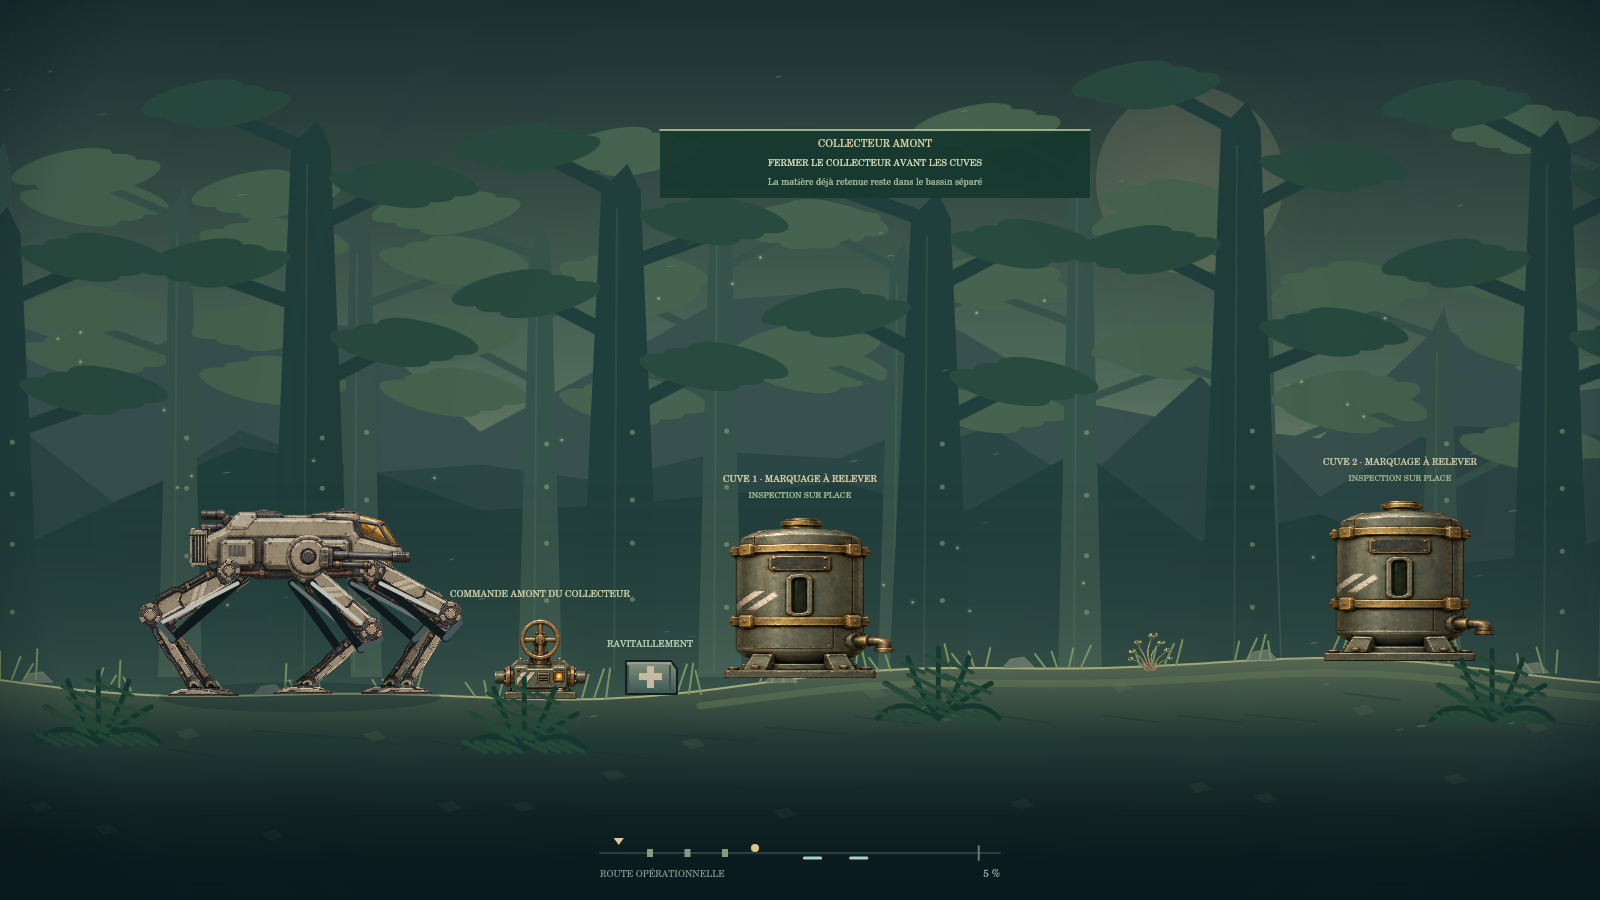 COLLECTEUR AMONT
FERMER LE COLLECTEUR AVANT LES CUVES
La matière déjà retenue reste dans le bassin séparé
CUVE 2 - MARQUAGE À RELEVER
INSPECTION SUR PLACE
CUVE 1 - MARQUAGE À RELEVER
INSPECTION SUR PLACE
COMMANDE AMONT DU COLLECTEUR
RAVITAILLEMENT
ROUTE OPÉRATIONNELLE
5 %